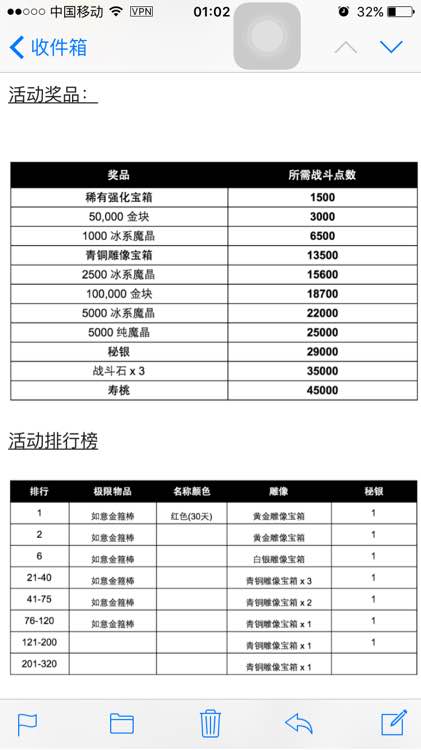 中国移动 VPN 01:02 32%
收件箱
活动奖品：
奖品 所需战斗点数
稀有强化宝箱 1500
50,000 金块 3000
1000 冰系魔晶 6500
青铜雕像宝箱 13500
2500 冰系魔晶 15600
100,000 金块 18700
5000 冰系魔晶 22000
5000 纯魔晶 25000
秘银 29000
战斗石 x 3 35000
寿桃 45000
活动排行榜
排行 极限物品 名称颜色 雕像 秘银
1 如意金箍棒 红色(30天) 黄金雕像宝箱 1
2 如意金箍棒 黄金雕像宝箱 1
6 如意金箍棒 白银雕像宝箱 1
21-40 如意金箍棒 青铜雕像宝箱 x 3 1
41-75 如意金箍棒 青铜雕像宝箱 x 2 1
76-120 如意金箍棒 青铜雕像宝箱 x 1 1
121-200 青铜雕像宝箱 x 1 1
201-320 青铜雕像宝箱 x 1